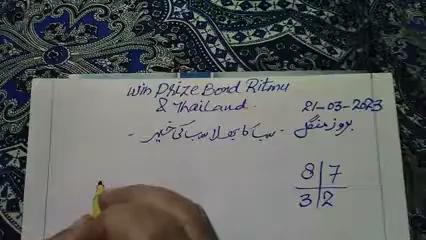 Win Prize Bond Ritmu
& Thailand. 21-03-2023
سب کا بھلا سب کی خیر - بروز منگل
8 7
3 2